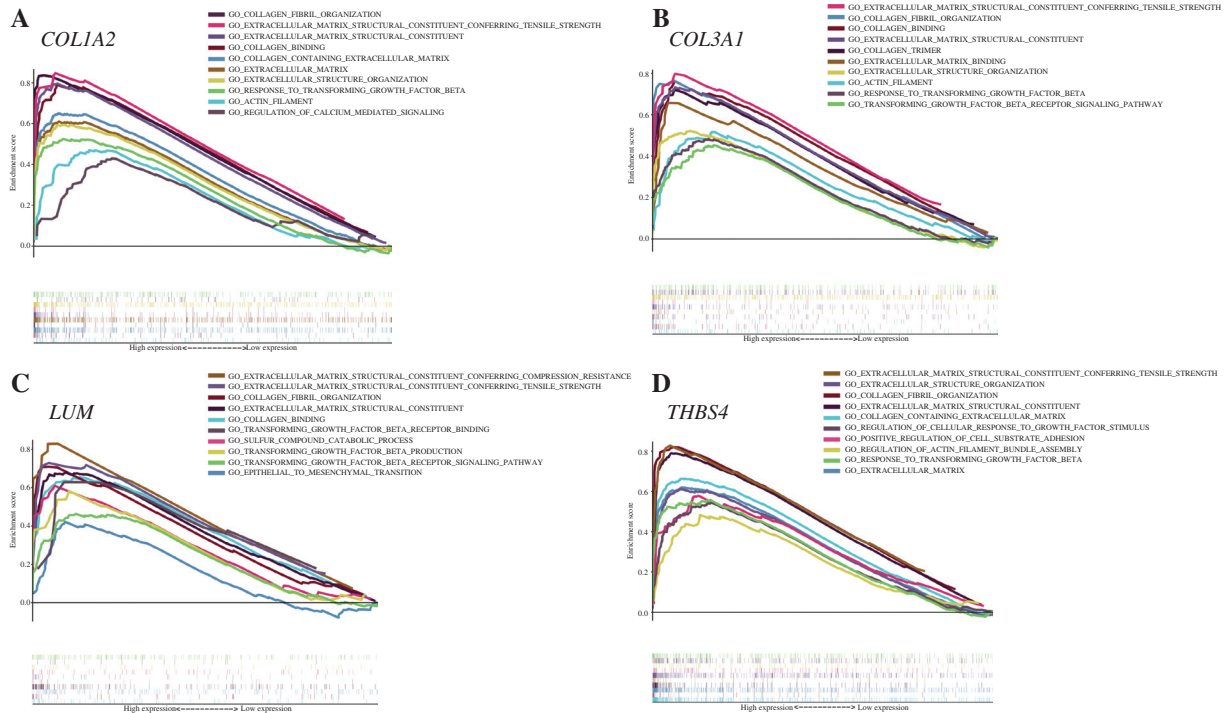 A
COL1A2
GO_COLLAGEN_FIBRIL_ORGANIZATION
GO_EXTRACELLULAR_MATRIX_STRUCTURAL_CONSTITUENT_CONFERRING_TENSILE_STRENGTH
GO_EXTRACELLULAR_MATRIX_STRUCTURAL_CONSTITUENT
GO_COLLAGEN_BINDING
GO_COLLAGEN_CONTAINING_EXTRACELLULAR_MATRIX
GO_EXTRACELLULAR_MATRIX
GO_EXTRACELLULAR_STRUCTURE_ORGANIZATION
GO_RESPONSE_TO_TRANSFORMING_GROWTH_FACTOR_BETA
GO_ACTIN_FILAMENT
GO_REGULATION_OF_CALCIUM_MEDIATED_SIGNALING
Enrichment score
0.8
0.6
0.4
0.2
0.0
High expression<------------->Low expression
B
COL3A1
GO_EXTRACELLULAR_MATRIX_STRUCTURAL_CONSTITUENT_CONFERRING_TENSILE_STRENGTH
GO_COLLAGEN_FIBRIL_ORGANIZATION
GO_COLLAGEN_BINDING
GO_EXTRACELLULAR_MATRIX_STRUCTURAL_CONSTITUENT
GO_COLLAGEN_TRIMER
GO_EXTRACELLULAR_MATRIX_BINDING
GO_EXTRACELLULAR_STRUCTURE_ORGANIZATION
GO_ACTIN_FILAMENT
GO_RESPONSE_TO_TRANSFORMING_GROWTH_FACTOR_BETA
GO_TRANSFORMING_GROWTH_FACTOR_BETA_RECEPTOR_SIGNALING_PATHWAY
Enrichment score
0.8
0.6
0.4
0.2
0.0
High expression<------------->Low expression
C
LUM
GO_EXTRACELLULAR_MATRIX_STRUCTURAL_CONSTITUENT_CONFERRING_COMPRESSION_RESISTANCE
GO_EXTRACELLULAR_MATRIX_STRUCTURAL_CONSTITUENT_CONFERRING_TENSILE_STRENGTH
GO_COLLAGEN_FIBRIL_ORGANIZATION
GO_EXTRACELLULAR_MATRIX_STRUCTURAL_CONSTITUENT
GO_COLLAGEN_BINDING
GO_TRANSFORMING_GROWTH_FACTOR_BETA_RECEPTOR_BINDING
GO_SULFUR_COMPOUND_CATABOLIC_PROCESS
GO_TRANSFORMING_GROWTH_FACTOR_BETA_PRODUCTION
GO_TRANSFORMING_GROWTH_FACTOR_BETA_RECEPTOR_SIGNALING_PATHWAY
GO_EPITHELIAL_TO_MESENCHYMAL_TRANSITION
Enrichment score
0.8
0.6
0.4
0.2
0.0
High expression<------------->Low expression
D
THBS4
GO_EXTRACELLULAR_MATRIX_STRUCTURAL_CONSTITUENT_CONFERRING_TENSILE_STRENGTH
GO_EXTRACELLULAR_STRUCTURE_ORGANIZATION
GO_COLLAGEN_FIBRIL_ORGANIZATION
GO_EXTRACELLULAR_MATRIX_STRUCTURAL_CONSTITUENT
GO_COLLAGEN_CONTAINING_EXTRACELLULAR_MATRIX
GO_REGULATION_OF_CELLULAR_RESPONSE_TO_GROWTH_FACTOR_STIMULUS
GO_POSITIVE_REGULATION_OF_CELL_SUBSTRATE_ADHESION
GO_REGULATION_OF_ACTIN_FILAMENT_BUNDLE_ASSEMBLY
GO_RESPONSE_TO_TRANSFORMING_GROWTH_FACTOR_BETA
GO_EXTRACELLULAR_MATRIX
Enrichment score
0.8
0.6
0.4
0.2
0.0
High expression<------------->Low expression